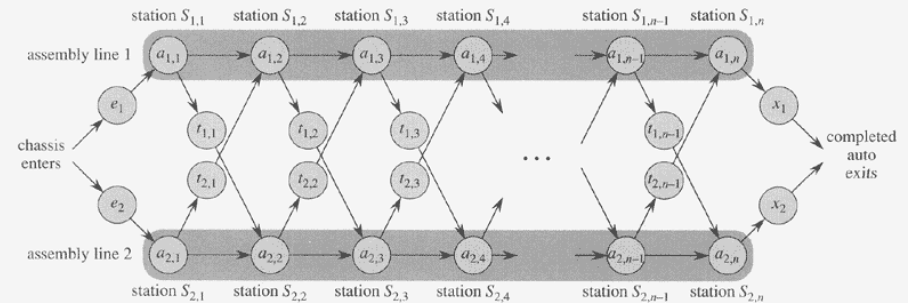 station S1,1 station S1,2 station S1,3 station S1,4 station S1,n−1 station S1,n
assembly line 1 a1,1 a1,2 a1,3 a1,4 a1,n−1 a1,n
e1 x1
t1,1 t1,2 t1,3 t1,n−1
chassis
enters
completed
auto
exits
...
t2,1 t2,2 t2,3 t2,n−1
e2 x2
assembly line 2 a2,1 a2,2 a2,3 a2,4 a2,n−1 a2,n
station S2,1 station S2,2 station S2,3 station S2,4 station S2,n−1 station S2,n